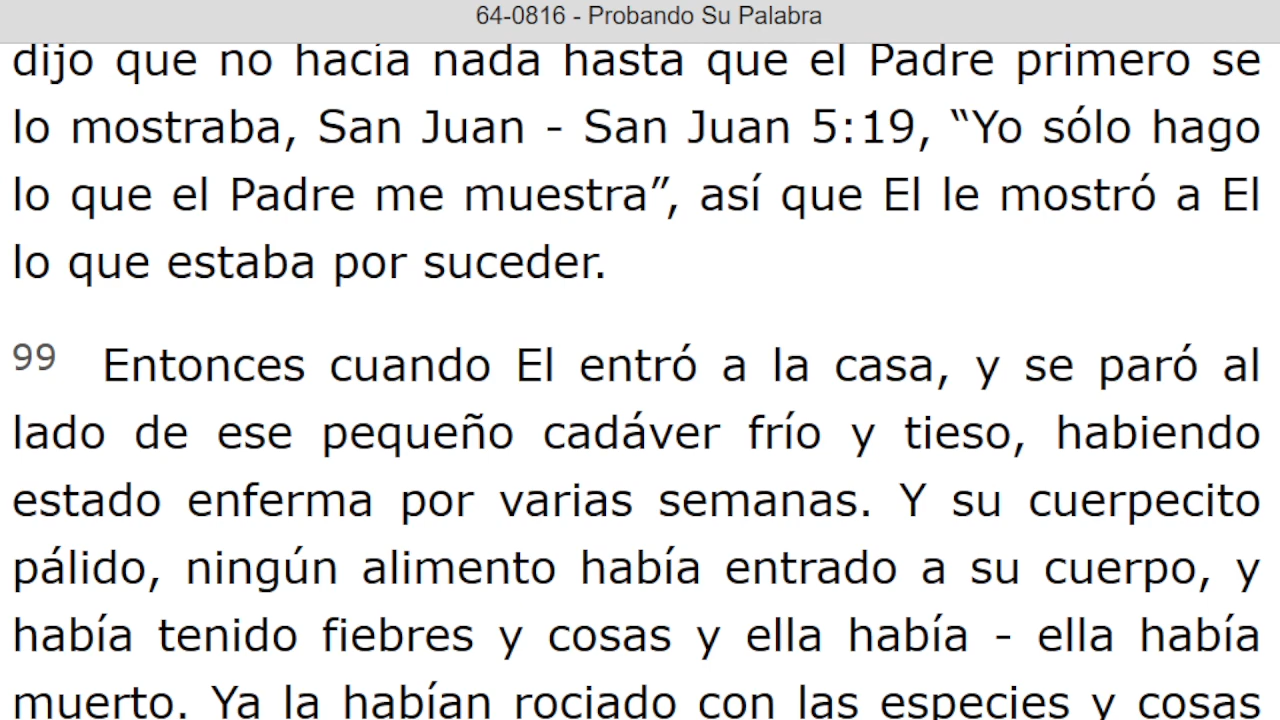 64-0816 - Probando Su Palabra
dijo que no hacía nada hasta que el Padre primero se
lo mostraba, San Juan - San Juan 5:19, “Yo sólo hago
lo que el Padre me muestra”, así que El le mostró a El
lo que estaba por suceder.
99 Entonces cuando El entró a la casa, y se paró al
lado de ese pequeño cadáver frío y tieso, habiendo
estado enferma por varias semanas. Y su cuerpecito
pálido, ningún alimento había entrado a su cuerpo, y
había tenido fiebres y cosas y ella había - ella había
muerto. Ya la habían rociado con las especies y cosas